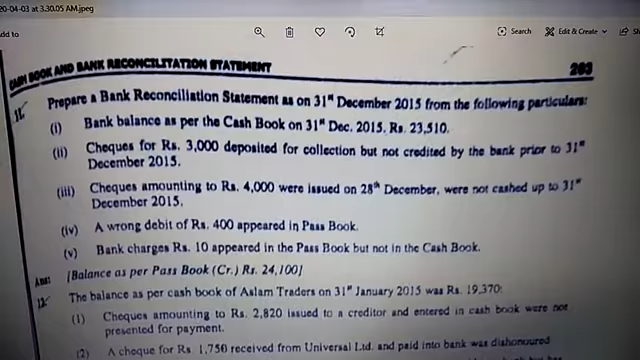 20-04-03 at 3.30.05 AM.jpeg
dd to
Search
Edit & Create
Sh
CASH BOOK AND BANK RECONCILITATION STATEMENT
263
11. Prepare a Bank Reconciliation Statement as on 31st December 2015 from the following particulars:
(i) Bank balance as per the Cash Book on 31st Dec. 2015. Rs. 23,510.
(ii) Cheques for Rs. 3,000 deposited for collection but not credited by the bank prior to 31st
December 2015.
(iii) Cheques amounting to Rs. 4,000 were issued on 28th December, were not cashed up to 31st
December 2015.
(iv) A wrong debit of Rs. 400 appeared in Pass Book.
(v) Bank charges Rs. 10 appeared in the Pass Book but not in the Cash Book.
Ans: [Balance as per Pass Book (Cr.) Rs. 24,100]
12. The balance as per cash book of Aslam Traders on 31st January 2015 was Rs. 19,370:
(1) Cheques amounting to Rs. 2,820 issued to a creditor and entered in cash book were not
presented for payment.
(2) A cheque for Rs. 1,750 received from Universal Ltd. and paid into bank was dishonoured